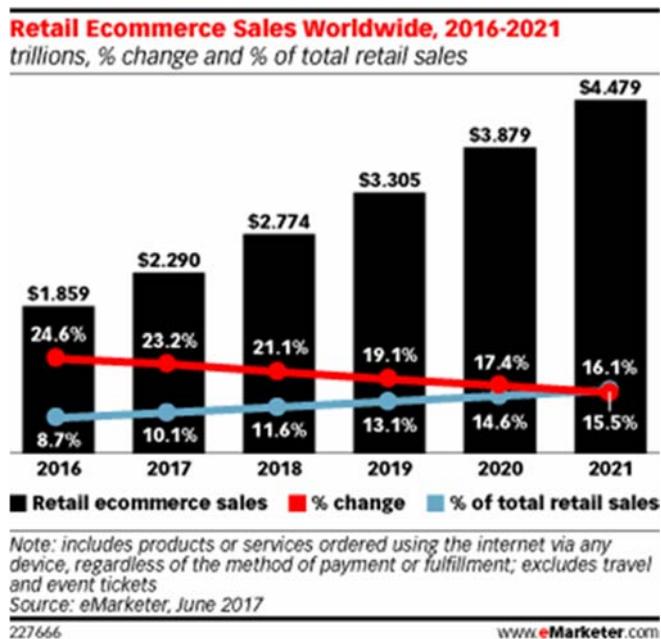 Retail Ecommerce Sales Worldwide, 2016-2021
trillions, % change and % of total retail sales
$4.479
$3.879
$3.305
$2.774
$2.290
$1.859
24.6%
23.2%
21.1%
19.1%
17.4%
16.1%
8.7%
10.1%
11.6%
13.1%
14.6%
15.5%
2016 2017 2018 2019 2020 2021
Retail ecommerce sales % change % of total retail sales
Note: includes products or services ordered using the internet via any
device, regardless of the method of payment or fulfillment; excludes travel
and event tickets
Source: eMarketer, June 2017
227666 www.eMarketer.com